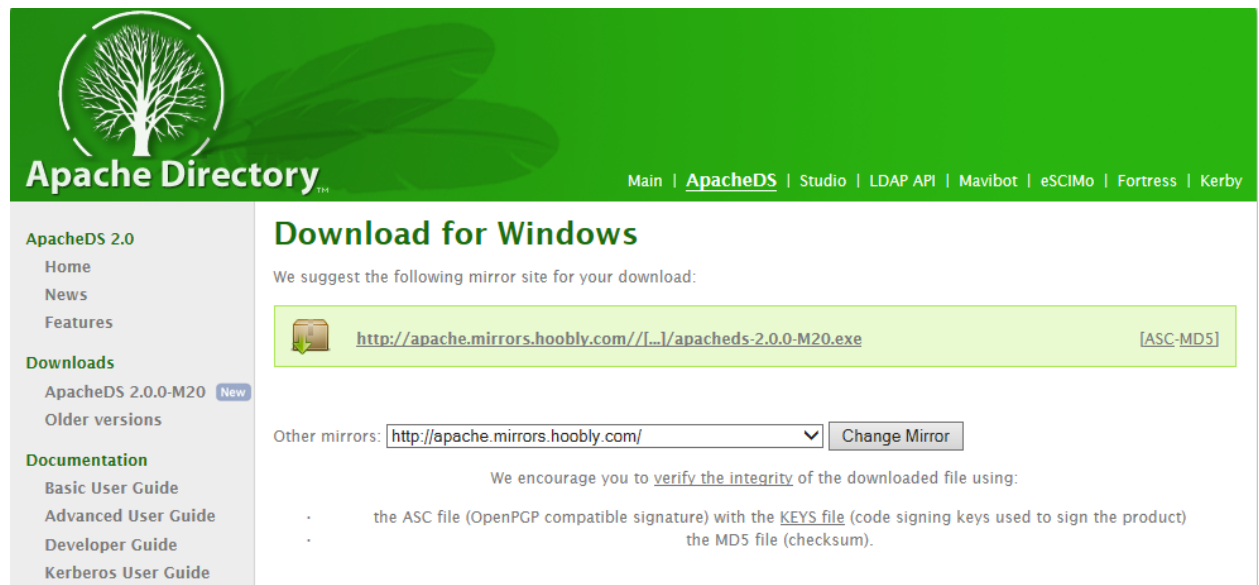 Apache Directory™
Main | ApacheDS | Studio | LDAP API | Mavibot | eSCIMo | Fortress | Kerby
ApacheDS 2.0
Home
News
Features
Downloads
ApacheDS 2.0.0-M20 New
Older versions
Documentation
Basic User Guide
Advanced User Guide
Developer Guide
Kerberos User Guide
Download for Windows
We suggest the following mirror site for your download:
http://apache.mirrors.hoobly.com//[...]/apacheds-2.0.0-M20.exe [ASC-MD5]
Other mirrors: http://apache.mirrors.hoobly.com/ Change Mirror
We encourage you to verify the integrity of the downloaded file using:
· the ASC file (OpenPGP compatible signature) with the KEYS file (code signing keys used to sign the product)
· the MD5 file (checksum).